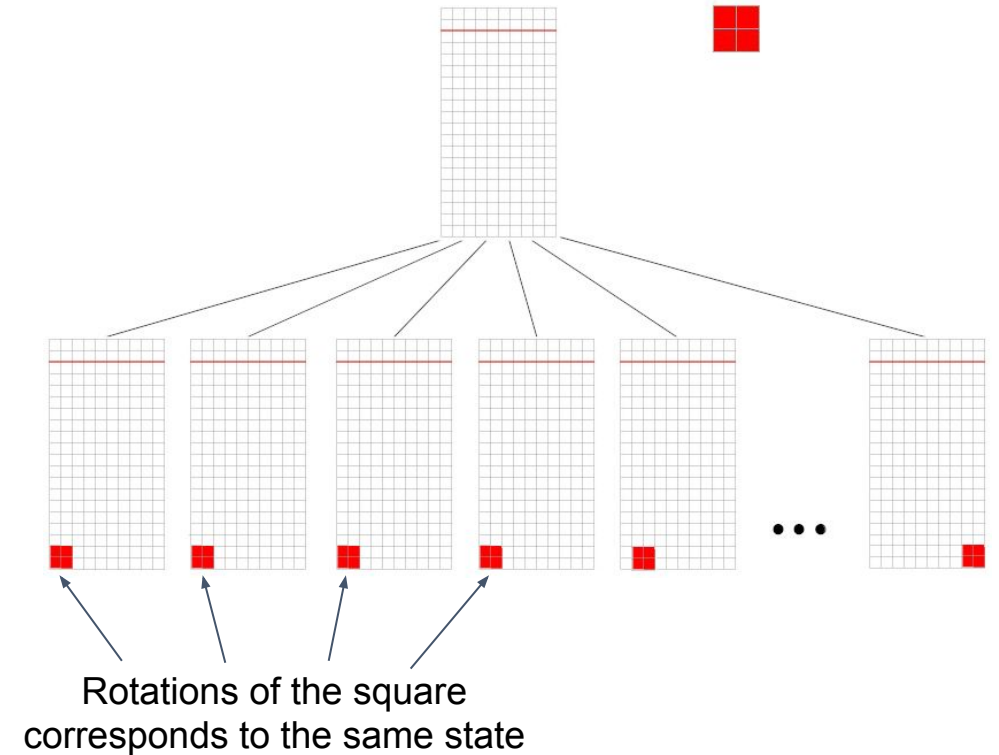 Rotations of the square
corresponds to the same state